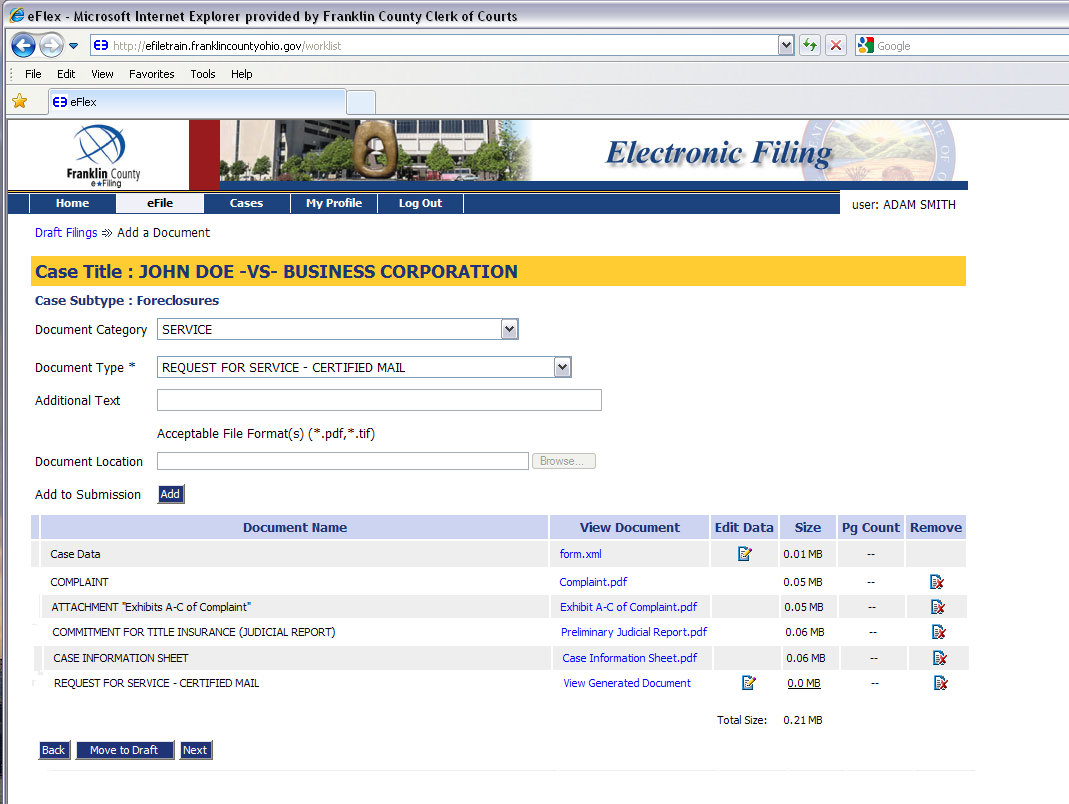 eFlex - Microsoft Internet Explorer provided by Franklin County Clerk of Courts
http://efiletrain.franklincountyohio.gov/worklist
Google
File Edit View Favorites Tools Help
eFlex
Franklin County
e★Filing
Electronic Filing
Home eFile Cases My Profile Log Out
user: ADAM SMITH
Draft Filings ⇒ Add a Document
Case Title : JOHN DOE -VS- BUSINESS CORPORATION
Case Subtype : Foreclosures
Document Category SERVICE
Document Type * REQUEST FOR SERVICE - CERTIFIED MAIL
Additional Text
Acceptable File Format(s) (*.pdf,*.tif)
Document Location Browse...
Add to Submission Add
Document Name View Document Edit Data Size Pg Count Remove
Case Data form.xml 0.01 MB --
COMPLAINT Complaint.pdf 0.05 MB --
ATTACHMENT "Exhibits A-C of Complaint" Exhibit A-C of Complaint.pdf 0.05 MB --
COMMITMENT FOR TITLE INSURANCE (JUDICIAL REPORT) Preliminary Judicial Report.pdf 0.06 MB --
CASE INFORMATION SHEET Case Information Sheet.pdf 0.06 MB --
REQUEST FOR SERVICE - CERTIFIED MAIL View Generated Document 0.0 MB --
Total Size: 0.21 MB
Back Move to Draft Next